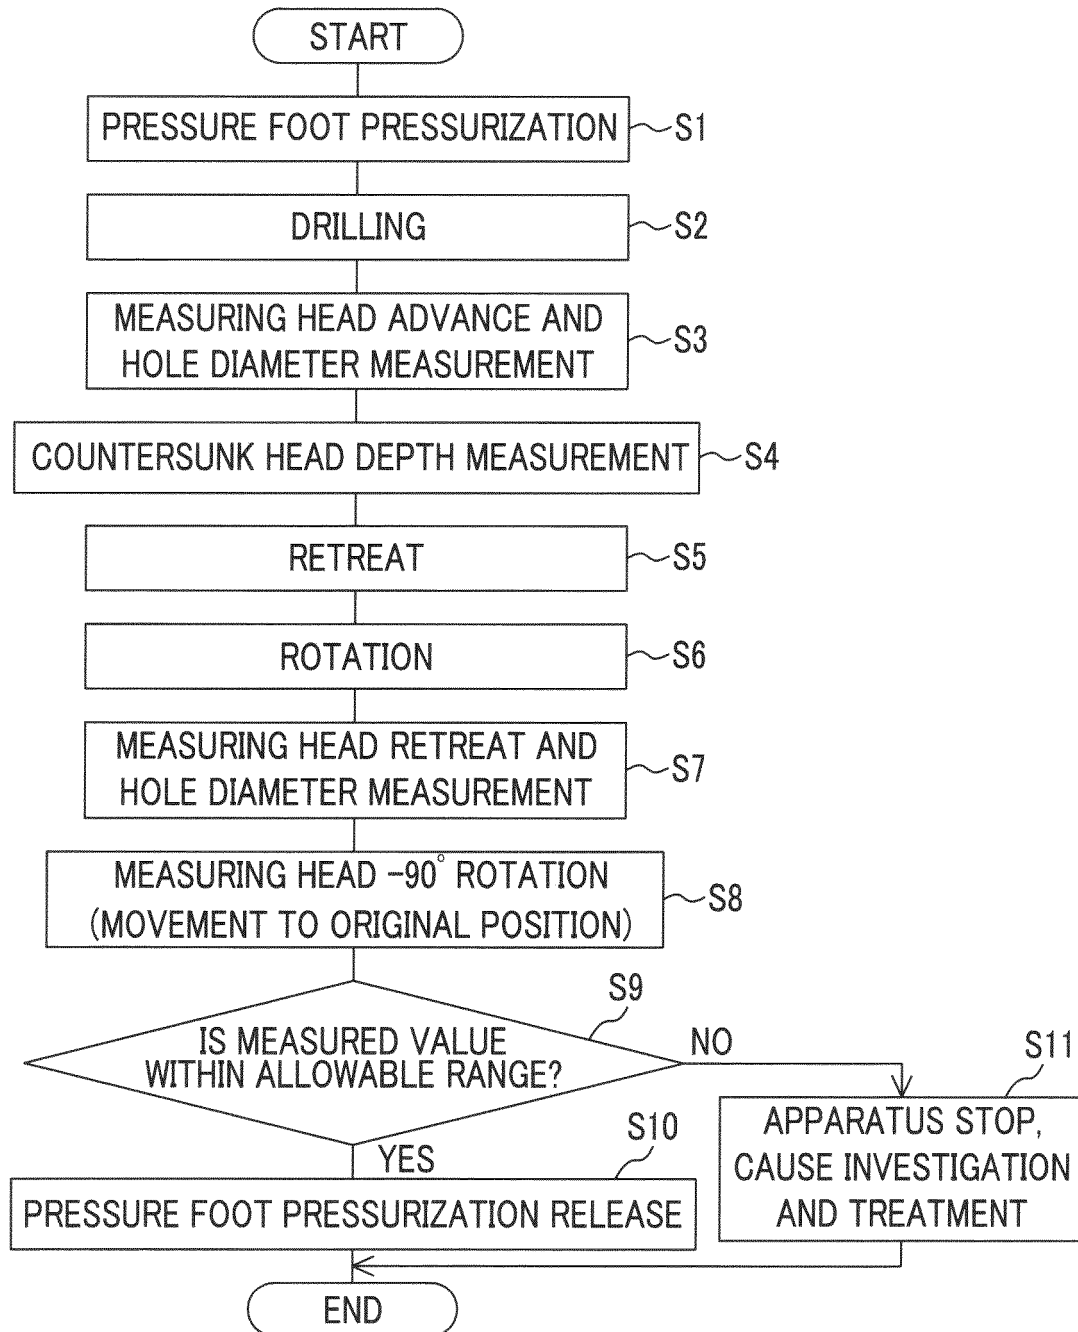 START
PRESSURE FOOT PRESSURIZATION
S1
DRILLING
S2
MEASURING HEAD ADVANCE AND
HOLE DIAMETER MEASUREMENT
S3
COUNTERSUNK HEAD DEPTH MEASUREMENT
S4
RETREAT
S5
ROTATION
S6
MEASURING HEAD RETREAT AND
HOLE DIAMETER MEASUREMENT
S7
MEASURING HEAD -90° ROTATION
(MOVEMENT TO ORIGINAL POSITION)
S8
S9
IS MEASURED VALUE
WITHIN ALLOWABLE RANGE?
NO
S11
APPARATUS STOP,
CAUSE INVESTIGATION
AND TREATMENT
YES
S10
PRESSURE FOOT PRESSURIZATION RELEASE
END